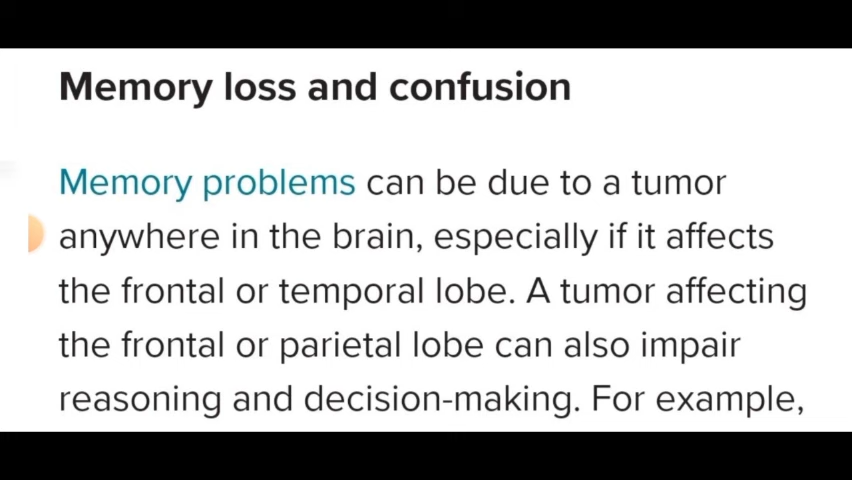 Memory loss and confusion
Memory problems can be due to a tumor
anywhere in the brain, especially if it affects
the frontal or temporal lobe. A tumor affecting
the frontal or parietal lobe can also impair
reasoning and decision-making. For example,